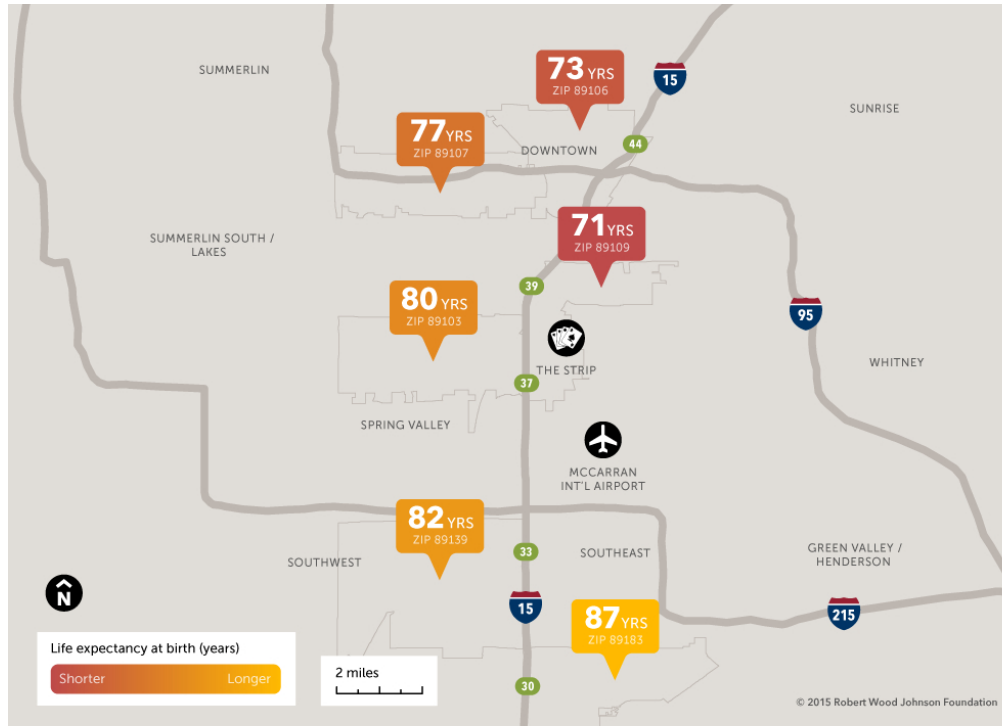 73 YRS
ZIP 89106
15
SUMMERLIN
SUNRISE
77 YRS
ZIP 89107
DOWNTOWN
44
71 YRS
ZIP 89109
SUMMERLIN SOUTH /
LAKES
39
80 YRS
ZIP 89103
95
THE STRIP
WHITNEY
37
SPRING VALLEY
MCCARRAN
INT'L AIRPORT
82 YRS
ZIP 89139
33
SOUTHEAST
SOUTHWEST
GREEN VALLEY /
HENDERSON
N
15
87 YRS
ZIP 89183
215
Life expectancy at birth (years)
Shorter
Longer
2 miles
30
© 2015 Robert Wood Johnson Foundation